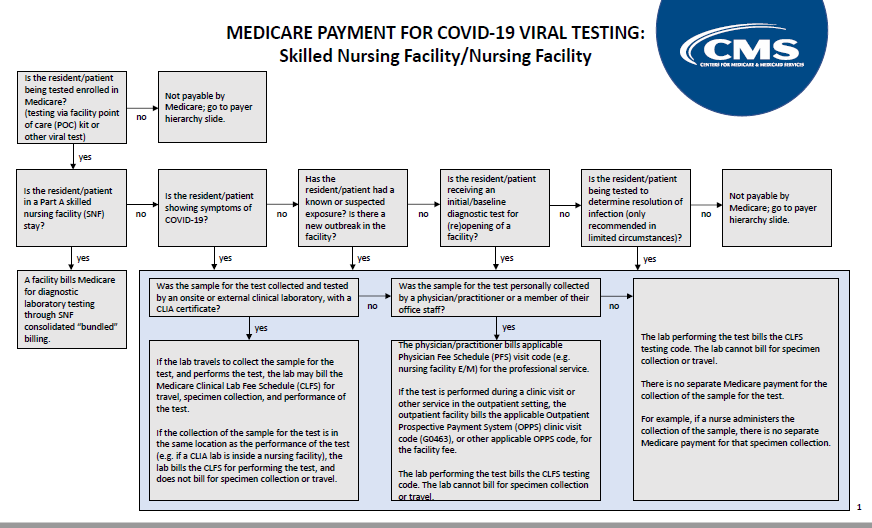 MEDICARE PAYMENT FOR COVID-19 VIRAL TESTING:
Skilled Nursing Facility/Nursing Facility
CMS
CENTERS FOR MEDICARE & MEDICAID SERVICES
Is the resident/patient
being tested enrolled in
Medicare?
(testing via facility point
of care (POC) kit or
other viral test)
no
Not payable by
Medicare; go to payer
hierarchy slide.
yes
Is the resident/patient
in a Part A skilled
nursing facility (SNF)
stay?
no
Is the resident/patient
showing symptoms of
COVID-19?
no
Has the
resident/patient had a
known or suspected
exposure? Is there a
new outbreak in the
facility?
no
Is the resident/patient
receiving an
initial/baseline
diagnostic test for
(re)opening of a
facility?
no
Is the resident/patient
being tested to
determine resolution of
infection (only
recommended in
limited circumstances)?
no
Not payable by
Medicare; go to payer
hierarchy slide.
yes
yes
yes
yes
yes
A facility bills Medicare
for diagnostic
laboratory testing
through SNF
consolidated “bundled”
billing.
Was the sample for the test collected and tested
by an onsite or external clinical laboratory, with a
CLIA certificate?
no
Was the sample for the test personally collected
by a physician/practitioner or a member of their
office staff?
no
yes
yes
If the lab travels to collect the sample for the
test, and performs the test, the lab may bill the
Medicare Clinical Lab Fee Schedule (CLFS) for
travel, specimen collection, and performance of
the test.
If the collection of the sample for the test is in
the same location as the performance of the test
(e.g. if a CLIA lab is inside a nursing facility), the
lab bills the CLFS for performing the test, and
does not bill for specimen collection or travel.
The physician/practitioner bills applicable
Physician Fee Schedule (PFS) visit code (e.g.
nursing facility E/M) for the professional service.
If the test is performed during a clinic visit or
other service in the outpatient setting, the
outpatient facility bills the applicable Outpatient
Prospective Payment System (OPPS) clinic visit
code (G0463), or other applicable OPPS code, for
the facility fee.
The lab performing the test bills the CLFS testing
code. The lab cannot bill for specimen collection
or travel.
The lab performing the test bills the CLFS
testing code. The lab cannot bill for specimen
collection or travel.
There is no separate Medicare payment for the
collection of the sample for the test.
For example, if a nurse administers the
collection of the sample, there is no separate
Medicare payment for that specimen collection.
1